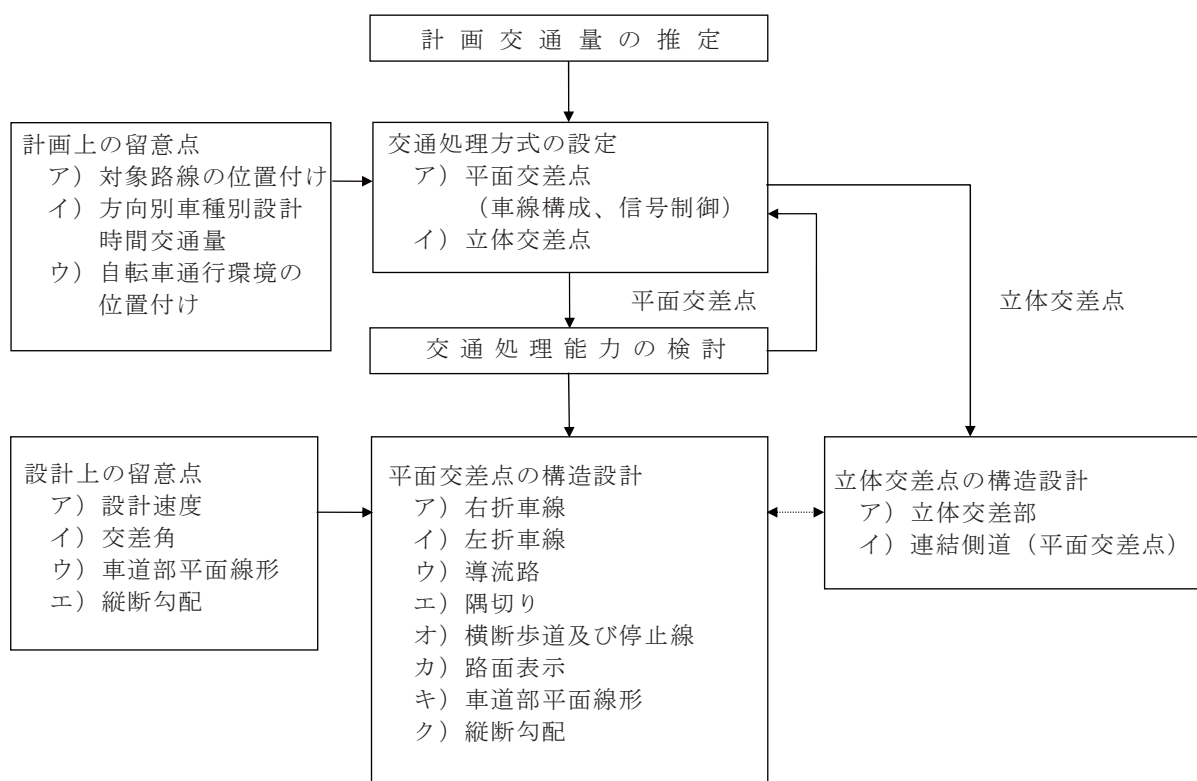 計画交通量の推定
計画上の留意点
ア）対象路線の位置付け
イ）方向別車種別設計
時間交通量
ウ）自転車通行環境の
位置付け
交通処理方式の設定
ア）平面交差点
（車線構成、信号制御）
イ）立体交差点
平面交差点
立体交差点
交通処理能力の検討
設計上の留意点
ア）設計速度
イ）交差角
ウ）車道部平面線形
エ）縦断勾配
平面交差点の構造設計
ア）右折車線
イ）左折車線
ウ）導流路
エ）隅切り
オ）横断歩道及び停止線
カ）路面表示
キ）車道部平面線形
ク）縦断勾配
立体交差点の構造設計
ア）立体交差部
イ）連結側道（平面交差点）